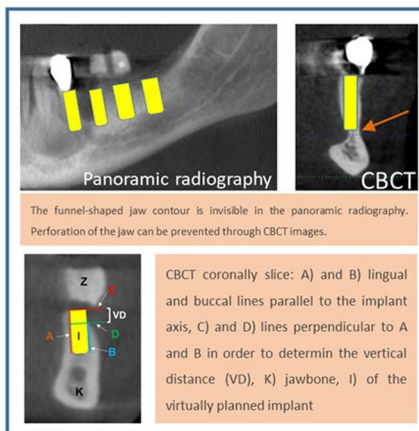 Panoramic radiography
CBCT
The funnel-shaped jaw contour is invisible in the panoramic radiography.
Perforation of the jaw can be prevented through CBCT images.
Z
C
VD
A
I
D
B
K
CBCT coronally slice: A) and B) lingual
and buccal lines parallel to the implant
axis, C) and D) lines perpendicular to A
and B in order to determin the vertical
distance (VD), K) jawbone, I) of the
virtually planned implant